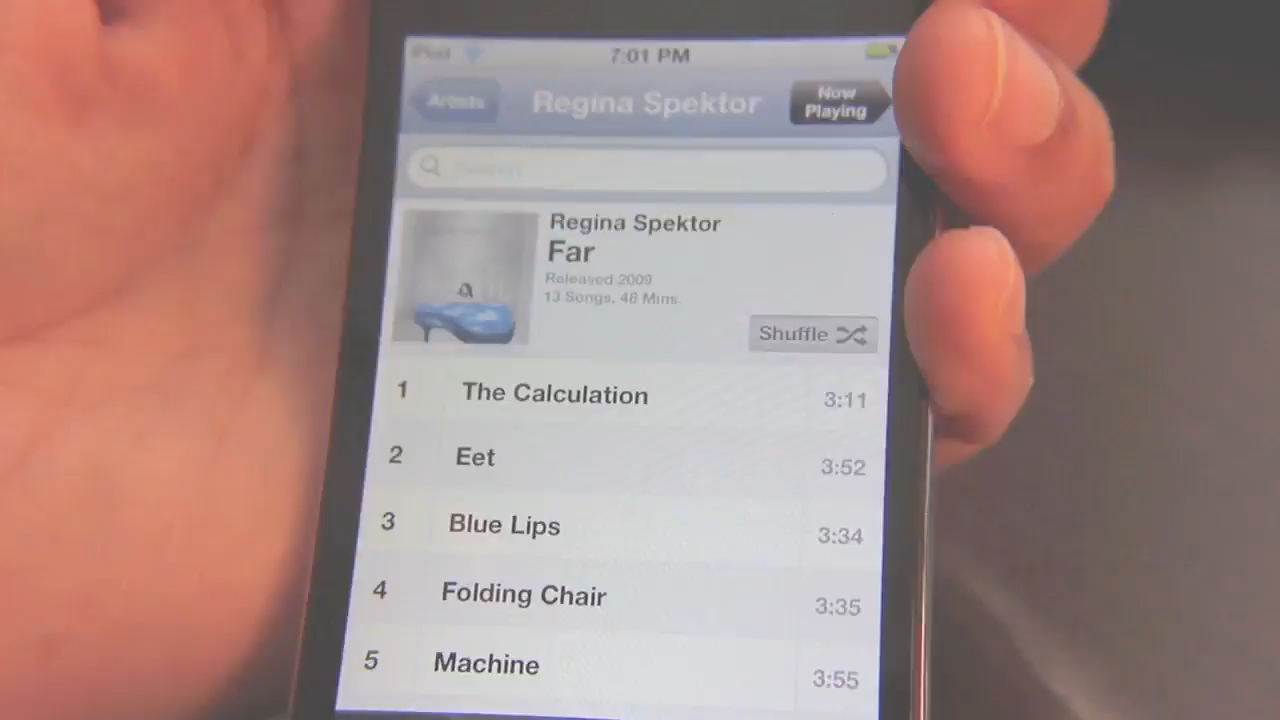 iPod 7:01 PM
Artists Regina Spektor Now Playing
Search
Regina Spektor
Far
Released 2009
13 Songs, 48 Mins.
Shuffle
1 The Calculation 3:11
2 Eet 3:52
3 Blue Lips 3:34
4 Folding Chair 3:35
5 Machine 3:55